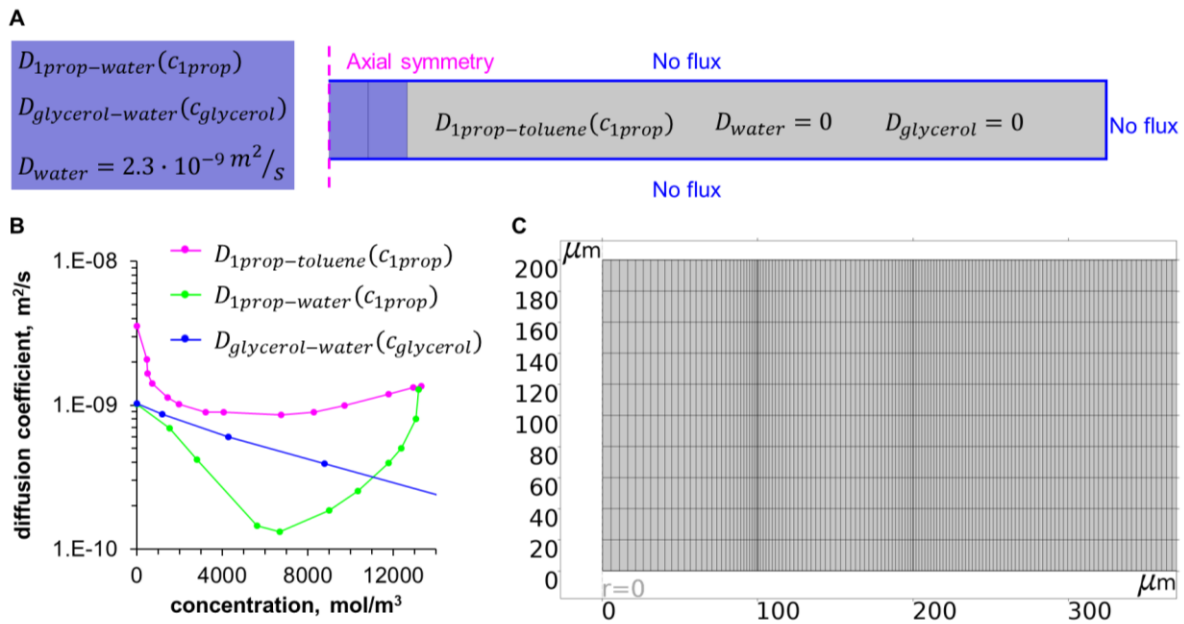 A
D1prop−water(c1prop)
Dglycerol−water(cglycerol)
Dwater = 2.3 · 10−9 m2/s
Axial symmetry
No flux
D1prop−toluene(c1prop) Dwater = 0 Dglycerol = 0
No flux
No flux
B
D1prop−toluene(c1prop)
D1prop−water(c1prop)
Dglycerol−water(cglycerol)
diffusion coefficient, m2/s
1.E-08
1.E-09
1.E-10
0 4000 8000 12000
concentration, mol/m3
C
μm
200
180
160
140
120
100
80
60
40
20
0
r=0
μm
0 100 200 300